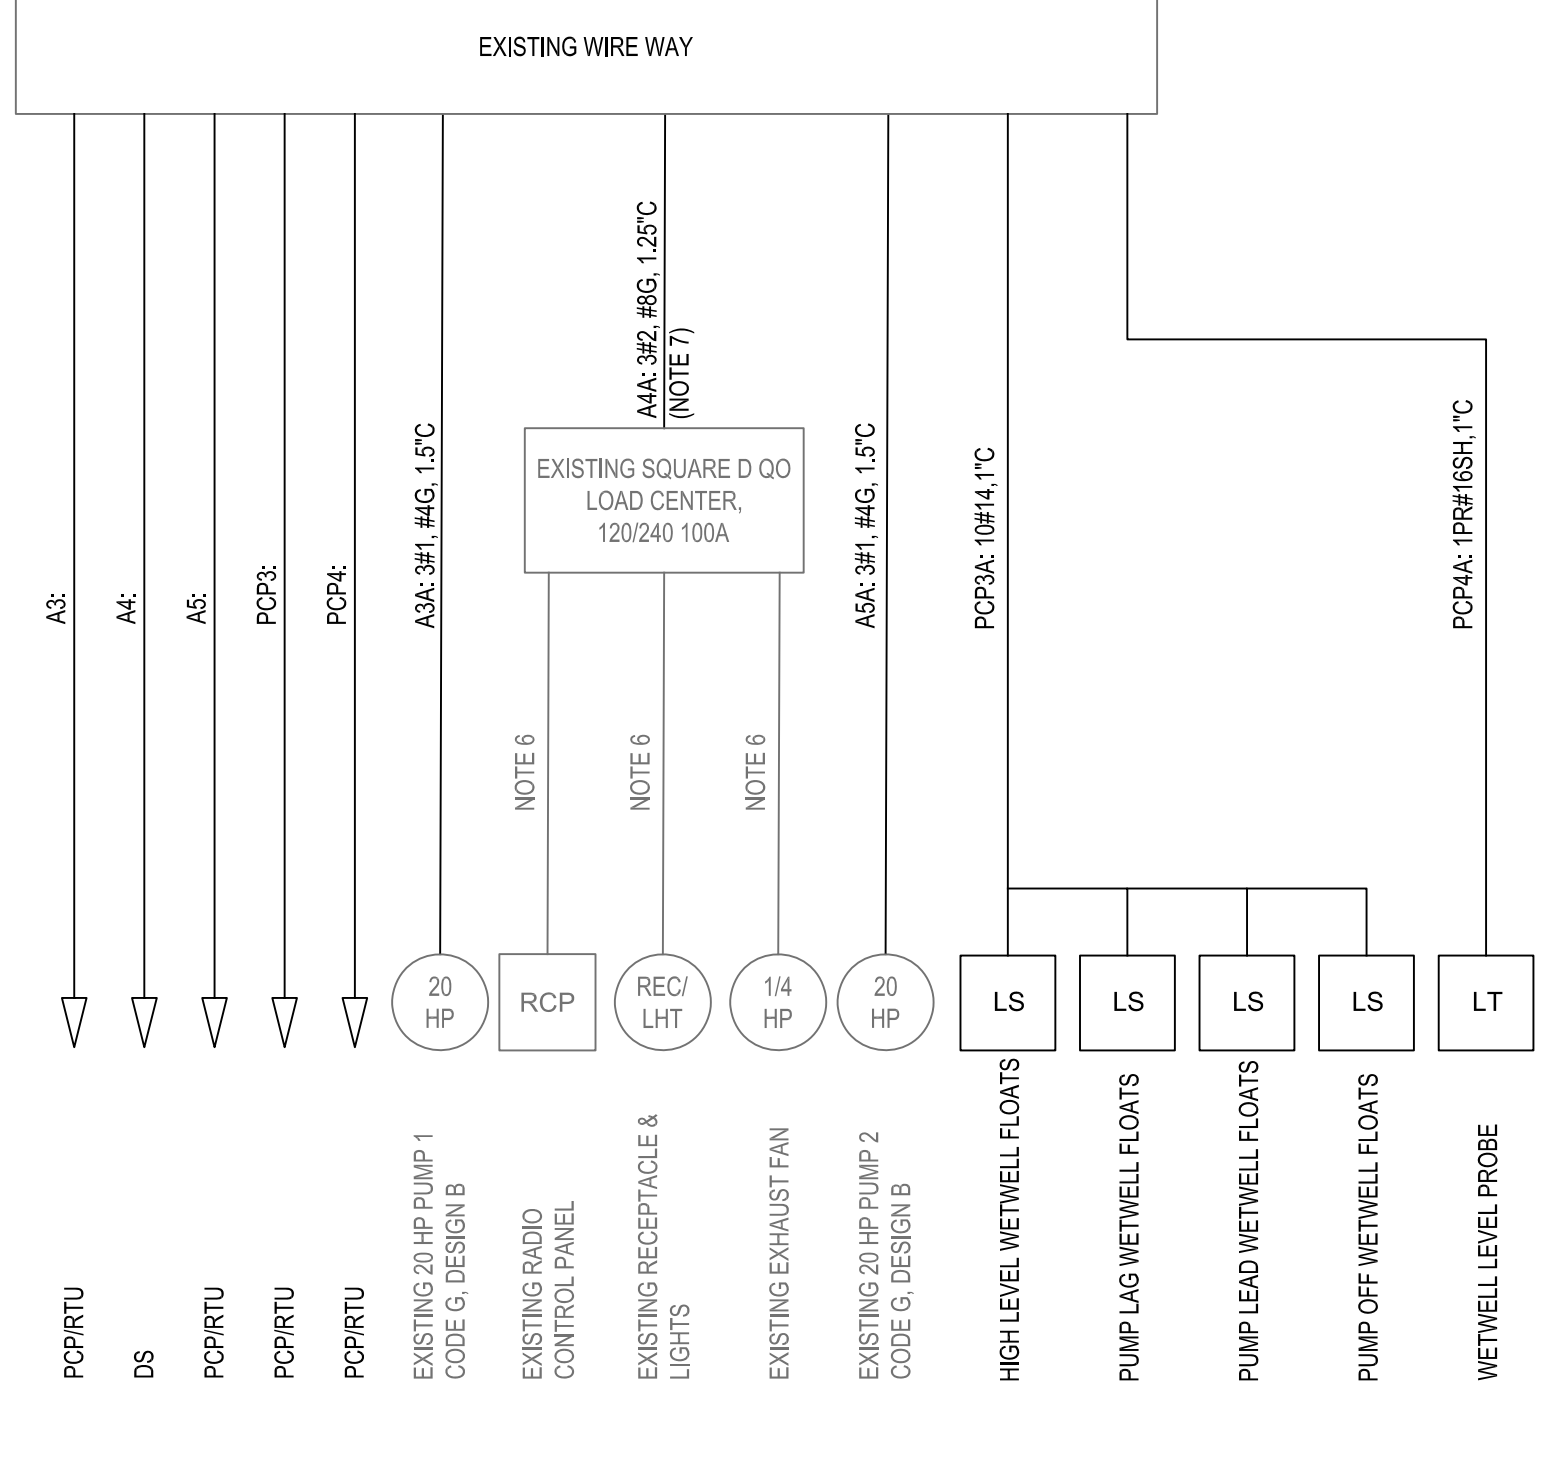 EXISTING WIRE WAY
A3:
A4:
A5:
PCP3:
PCP4:
A3A: 3#1, #4G, 1.5"C
A4A: 3#2, #8G, 1.25"C
(NOTE 7)
EXISTING SQUARE D QO
LOAD CENTER,
120/240 100A
A5A: 3#1, #4G, 1.5"C
PCP3A: 10#14,1"C
PCP4A: 1PR#16SH,1"C
NOTE 6
NOTE 6
NOTE 6
20
HP
RCP
REC/
LHT
1/4
HP
20
HP
LS
LS
LS
LS
LT
PCP/RTU
DS
PCP/RTU
PCP/RTU
PCP/RTU
EXISTING 20 HP PUMP 1
CODE G, DESIGN B
EXISTING RADIO
CONTROL PANEL
EXISTING RECEPTACLE &
LIGHTS
EXISTING EXHAUST FAN
EXISTING 20 HP PUMP 2
CODE G, DESIGN B
HIGH LEVEL WETWELL FLOATS
PUMP LAG WETWELL FLOATS
PUMP LEAD WETWELL FLOATS
PUMP OFF WETWELL FLOATS
WETWELL LEVEL PROBE